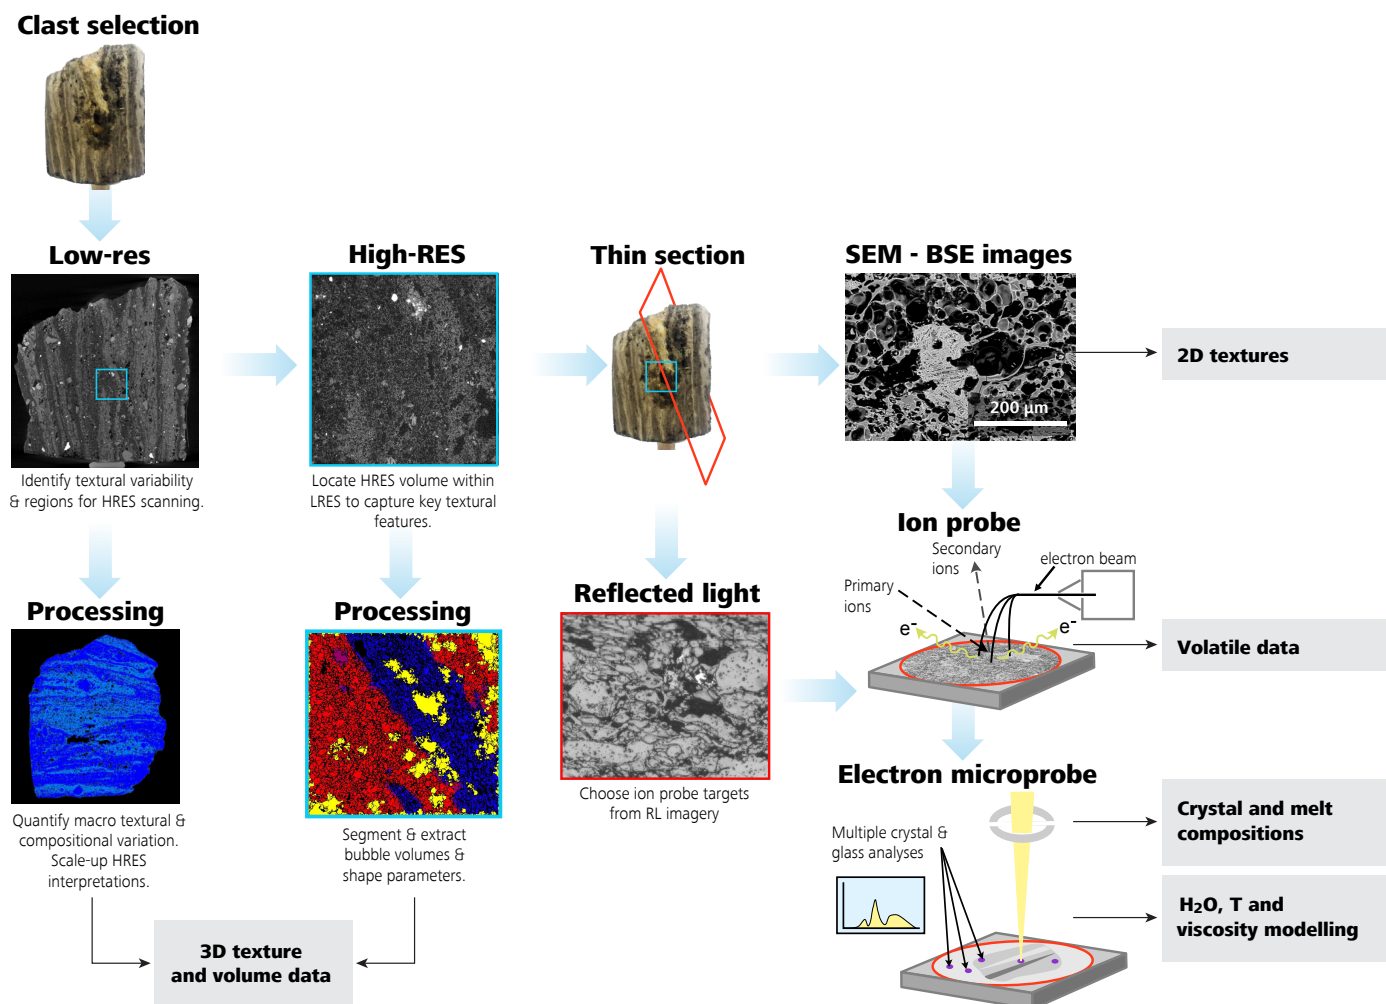 Clast selection
Low-res
High-RES
Thin section
SEM - BSE images
200 µm
2D textures
Identify textural variability
& regions for HRES scanning.
Locate HRES volume within
LRES to capture key textural
features.
Ion probe
Secondary
ions
electron beam
Primary
ions
e-
e-
Volatile data
Processing
Processing
Reflected light
Quantify macro textural &
compositional variation.
Scale-up HRES
interpretations.
Segment & extract
bubble volumes &
shape parameters.
Choose ion probe targets
from RL imagery
Electron microprobe
Multiple crystal &
glass analyses
Crystal and melt
compositions
H₂O, T and
viscosity modelling
3D texture
and volume data